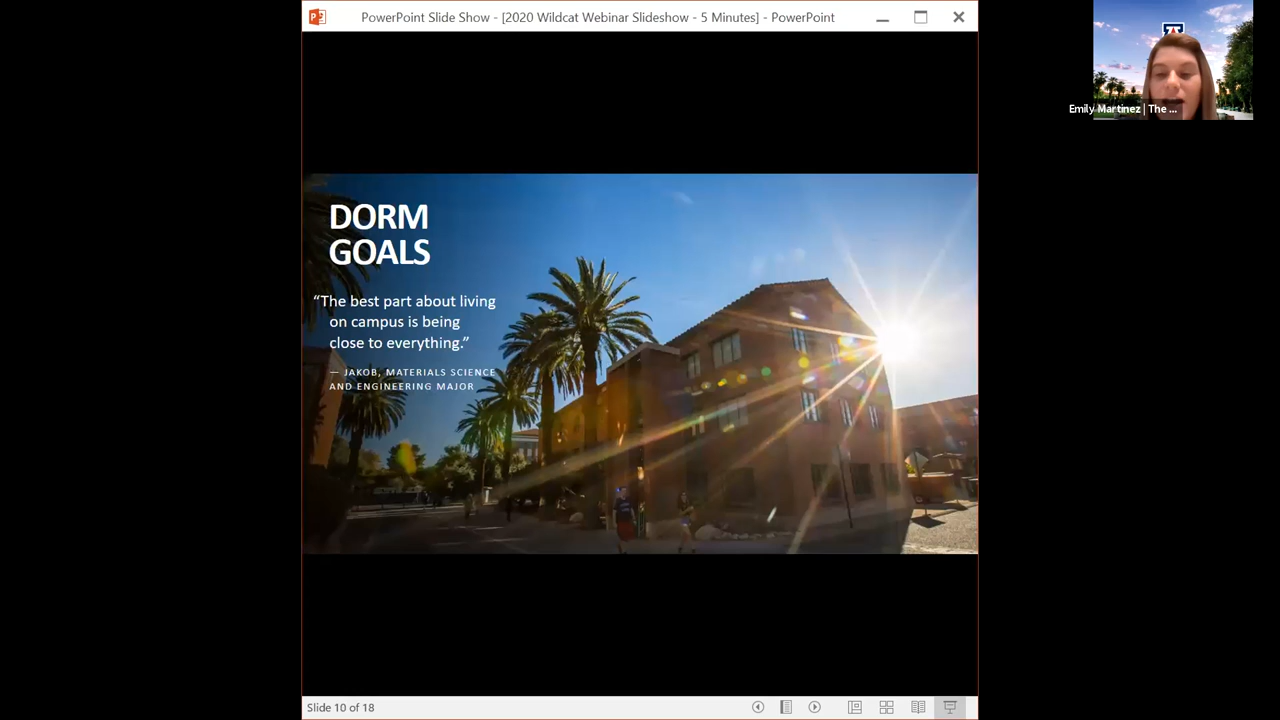 PowerPoint Slide Show - [2020 Wildcat Webinar Slideshow - 5 Minutes] - PowerPoint
Emily Martinez | The ...
DORM
GOALS
“The best part about living
on campus is being
close to everything.”
— JAKOB, MATERIALS SCIENCE
AND ENGINEERING MAJOR
Slide 10 of 18